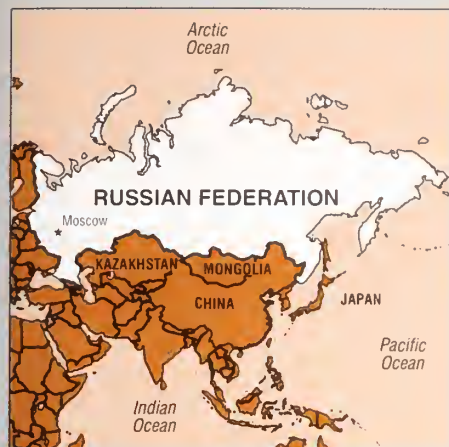 Arctic
Ocean
RUSSIAN FEDERATION
Moscow
KAZAKHSTAN
MONGOLIA
CHINA
JAPAN
Pacific
Ocean
Indian
Ocean